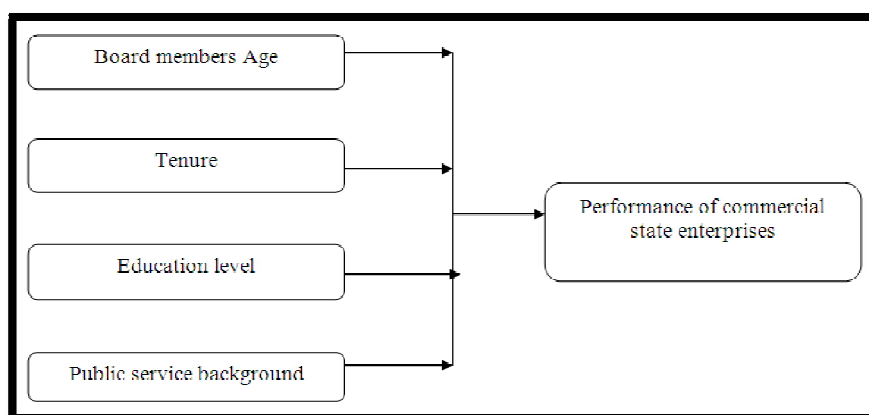 Board members Age
Tenure
Education level
Public service background
Performance of commercial
state enterprises